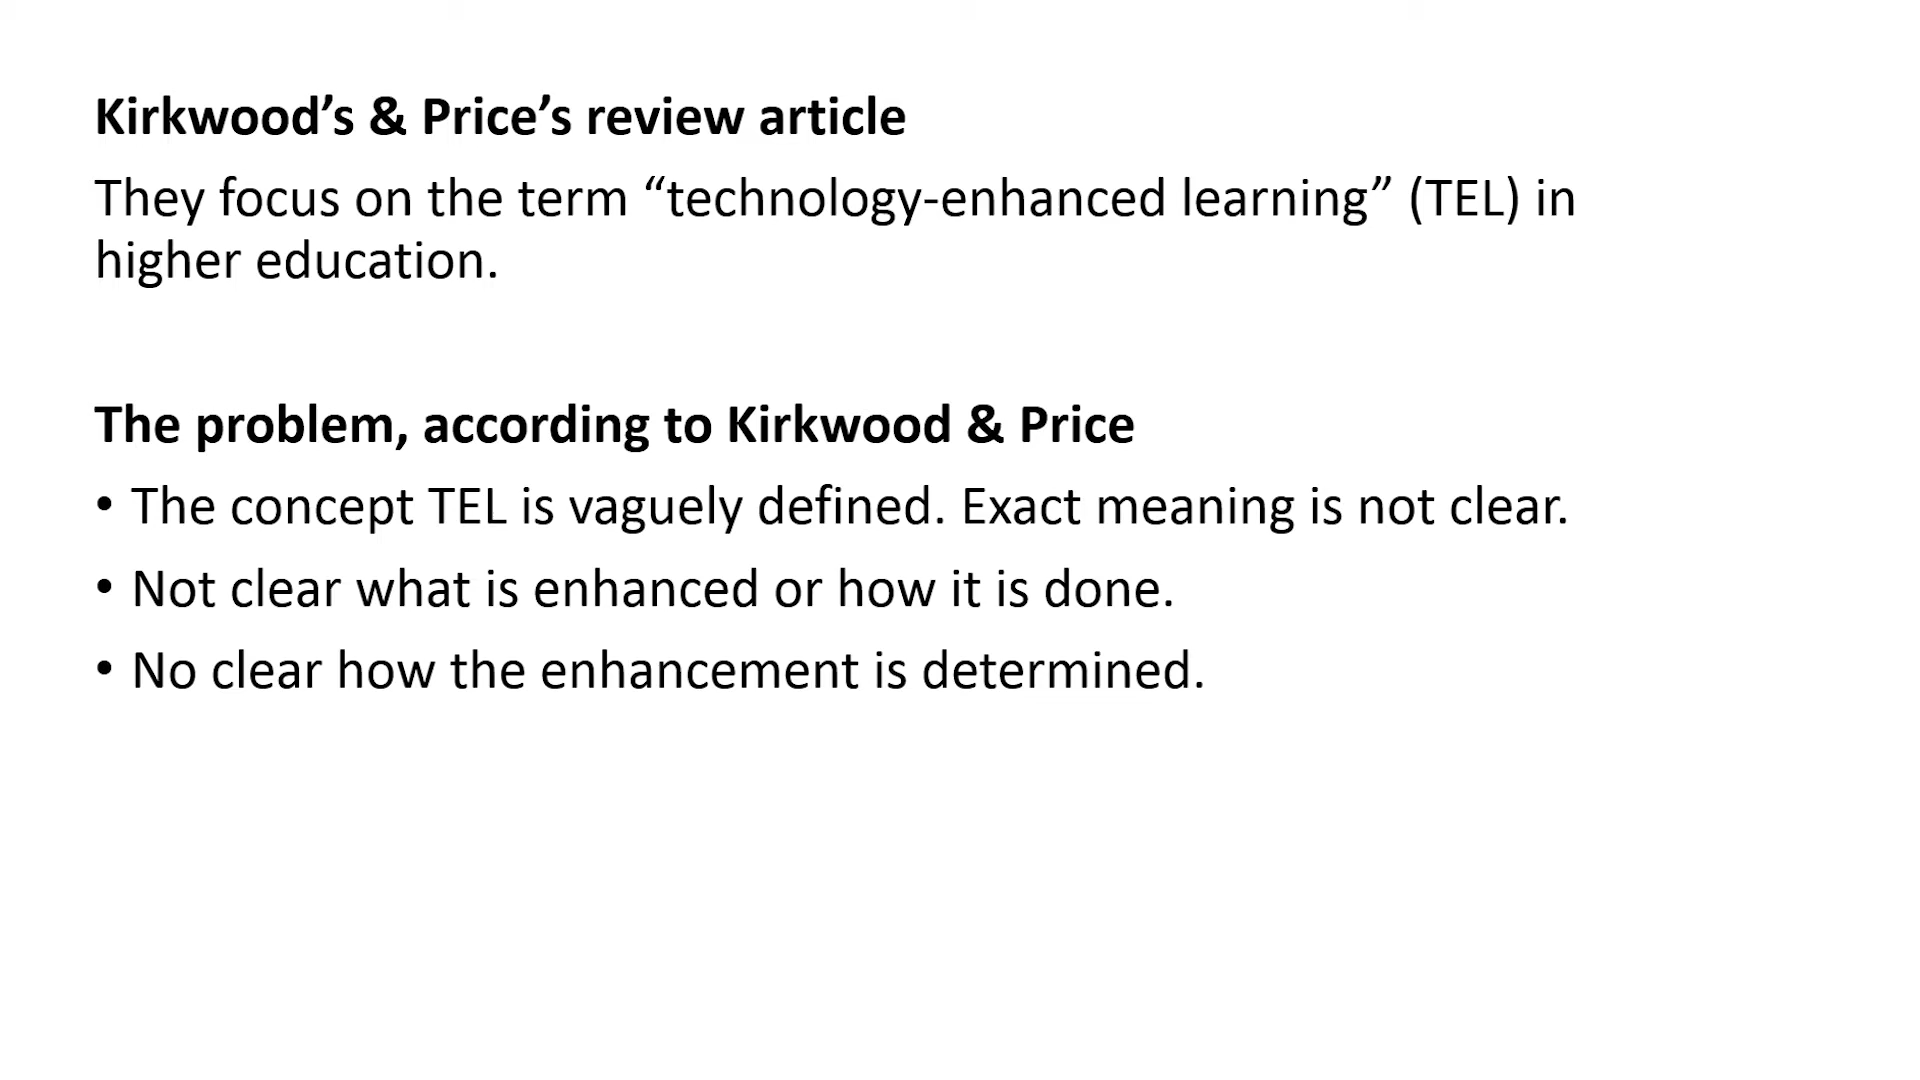 Kirkwood’s & Price’s review article
They focus on the term “technology-enhanced learning” (TEL) in
higher education.
The problem, according to Kirkwood & Price
• The concept TEL is vaguely defined. Exact meaning is not clear.
• Not clear what is enhanced or how it is done.
• No clear how the enhancement is determined.